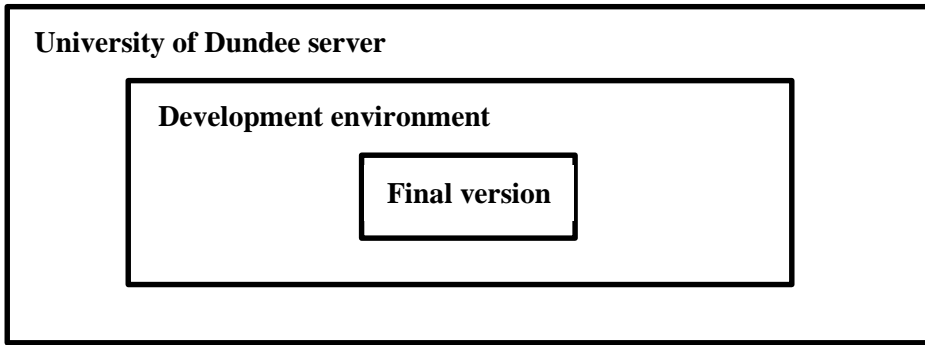 University of Dundee server
Development environment
Final version